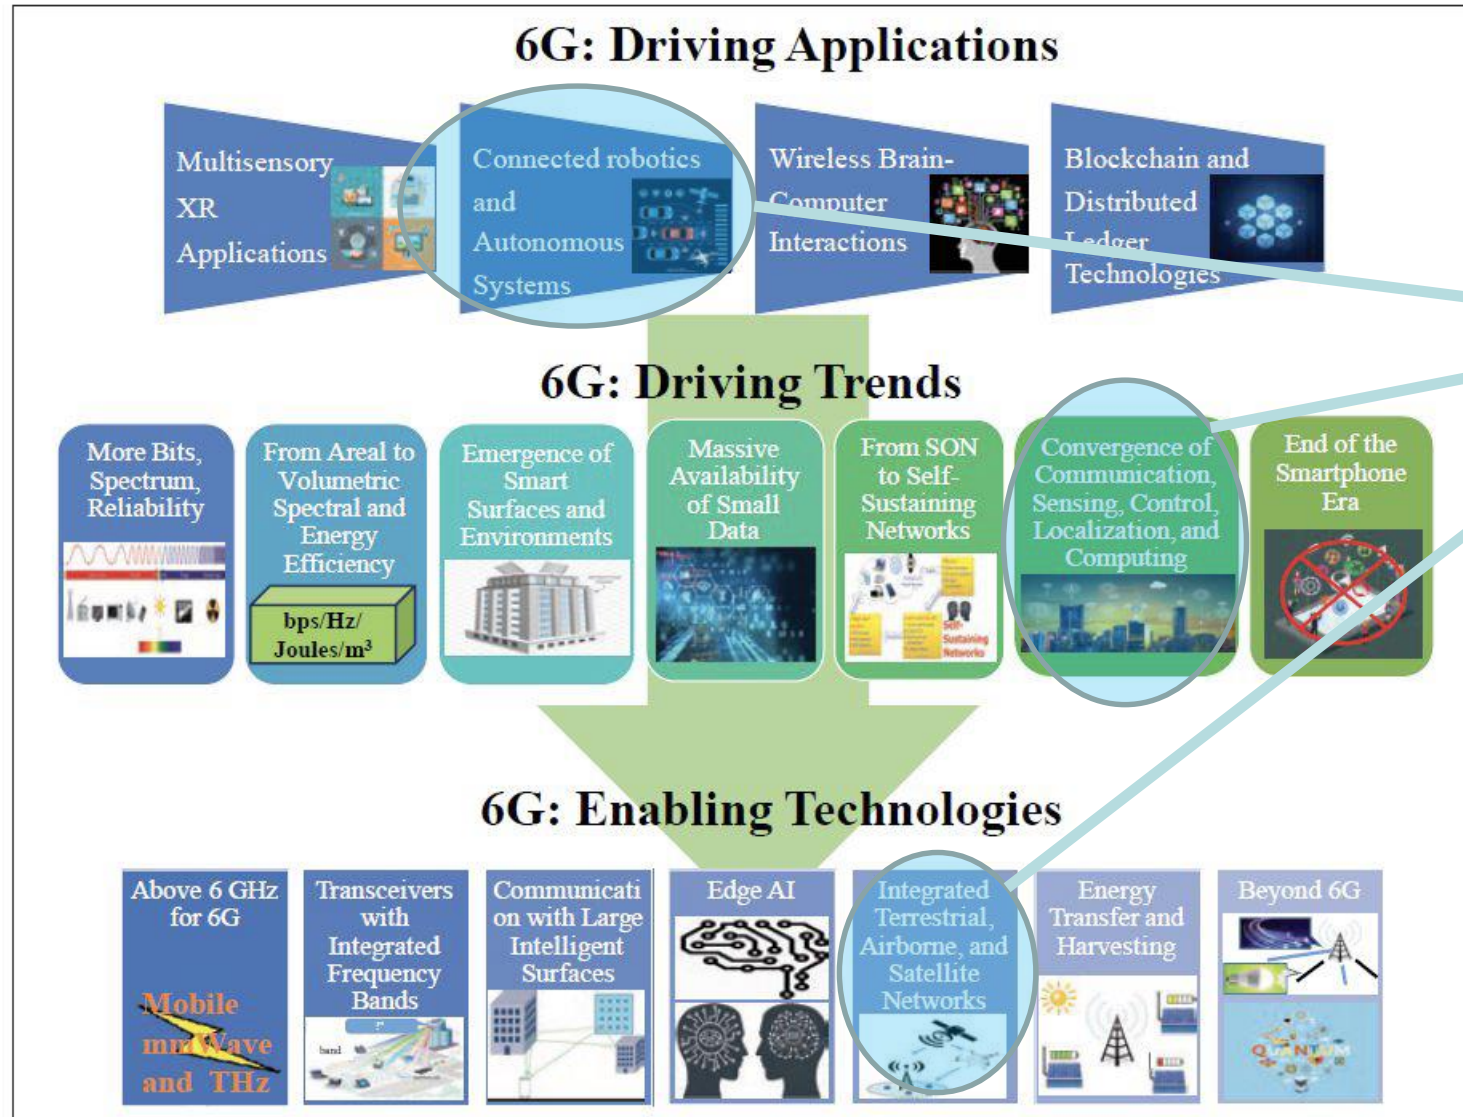 6G: Driving Applications
Multisensory
XR
Applications
Connected robotics
and
Autonomous
Systems
Wireless Brain-
Computer
Interactions
Blockchain and
Distributed
Ledger
Technologies
6G: Driving Trends
More Bits,
Spectrum,
Reliability
From Areal to
Volumetric
Spectral and
Energy
Efficiency
bps/Hz/
Joules/m³
Emergence of
Smart
Surfaces and
Environments
Massive
Availability
of Small
Data
From SON
to Self-
Sustaining
Networks
Self-
Sustaining
Networks
Convergence of
Communication,
Sensing, Control,
Localization, and
Computing
End of the
Smartphone
Era
6G: Enabling Technologies
Above 6 GHz
for 6G
Mobile
mmWave
and THz
Transceivers
with
Integrated
Frequency
Bands
band
Communicati
on with Large
Intelligent
Surfaces
Edge AI
Integrated
Terrestrial,
Airborne, and
Satellite
Networks
Energy
Transfer and
Harvesting
Beyond 6G
QUANTUM